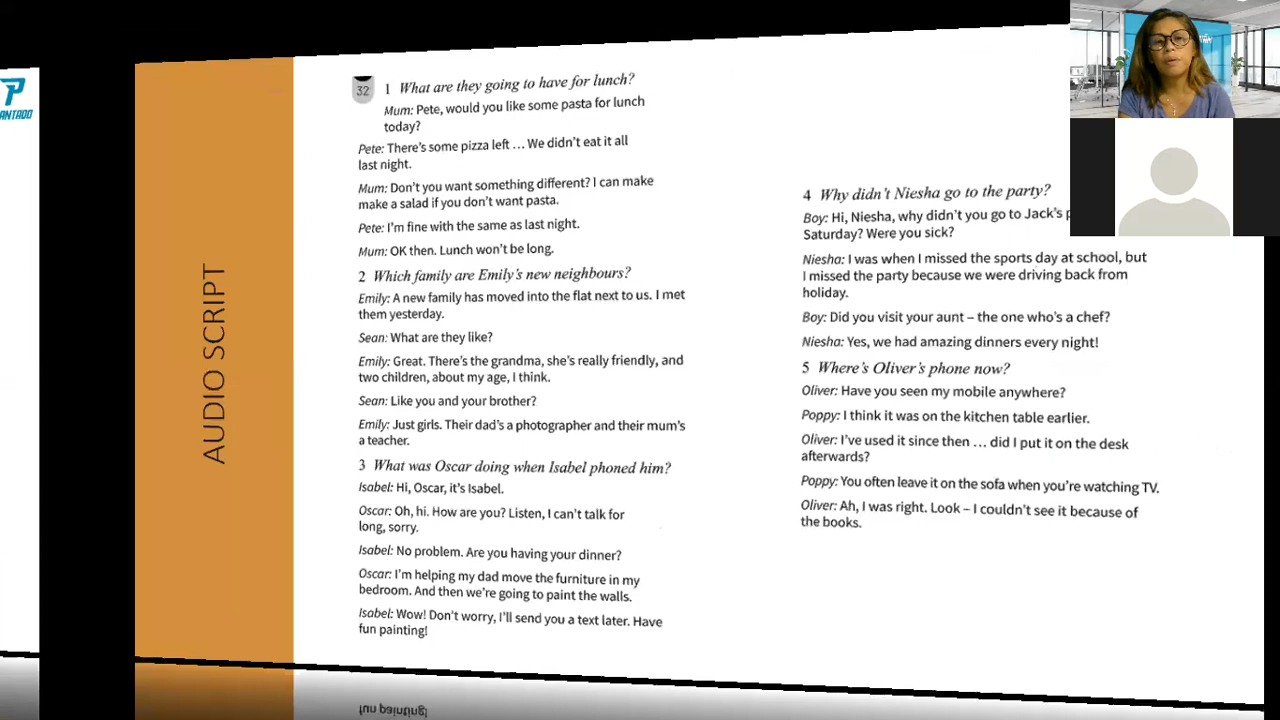 ANTADO
AUDIO SCRIPT
32
1 What are they going to have for lunch?
Mum: Pete, would you like some pasta for lunch
today?
Pete: There's some pizza left … We didn't eat it all
last night.
Mum: Don't you want something different? I can make
make a salad if you don't want pasta.
Pete: I'm fine with the same as last night.
Mum: OK then. Lunch won't be long.
2 Which family are Emily's new neighbours?
Emily: A new family has moved into the flat next to us. I met
them yesterday.
Sean: What are they like?
Emily: Great. There's the grandma, she's really friendly, and
two children, about my age, I think.
Sean: Like you and your brother?
Emily: Just girls. Their dad's a photographer and their mum's
a teacher.
3 What was Oscar doing when Isabel phoned him?
Isabel: Hi, Oscar, it's Isabel.
Oscar: Oh, hi. How are you? Listen, I can't talk for
long, sorry.
Isabel: No problem. Are you having your dinner?
Oscar: I'm helping my dad move the furniture in my
bedroom. And then we're going to paint the walls.
Isabel: Wow! Don't worry, I'll send you a text later. Have
fun painting!
4 Why didn't Niesha go to the party?
Boy: Hi, Niesha, why didn't you go to Jack's
Saturday? Were you sick?
Niesha: I was when I missed the sports day at school, but
I missed the party because we were driving back from
holiday.
Boy: Did you visit your aunt – the one who's a chef?
Niesha: Yes, we had amazing dinners every night!
5 Where's Oliver's phone now?
Oliver: Have you seen my mobile anywhere?
Poppy: I think it was on the kitchen table earlier.
Oliver: I've used it since then … did I put it on the desk
afterwards?
Poppy: You often leave it on the sofa when you're watching TV.
Oliver: Ah, I was right. Look – I couldn't see it because of
the books.